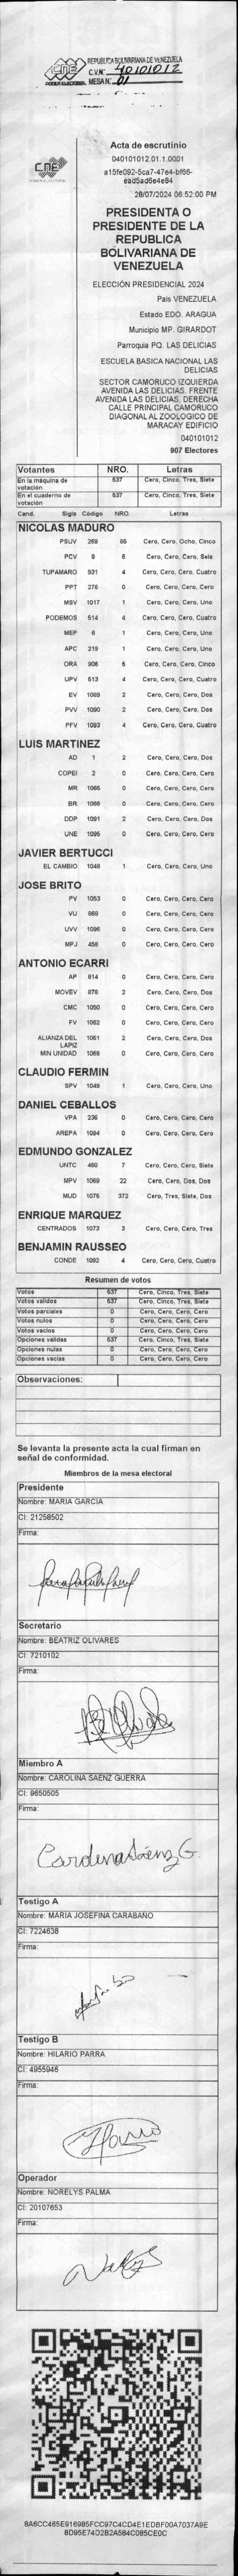 CNE
PODER ELECTORAL
REPUBLICA BOLIVARIANA DE VENEZUELA
C.V.N° 40101012
MESA N° 01
CNE
Acta de escrutinio
040101012.01.1.0001
a15fe092-5ca7-47e4-bf66-
ead5ad6e4e84
28/07/2024 06:52:00 PM
PRESIDENTA O
PRESIDENTE DE LA
REPUBLICA
BOLIVARIANA DE
VENEZUELA
ELECCIÓN PRESIDENCIAL 2024
Pais VENEZUELA
Estado EDO. ARAGUA
Municipio MP. GIRARDOT
Parroquia PQ. LAS DELICIAS
ESCUELA BASICA NACIONAL LAS
DELICIAS
SECTOR CAMORUCO IZQUIERDA
AVENIDA LAS DELICIAS. FRENTE
AVENIDA LAS DELICIAS. DERECHA
CALLE PRINCIPAL CAMORUCO
DIAGONAL AL ZOOLOGICO DE
MARACAY EDIFICIO
040101012
907 Electores
Votantes NRO. Letras
En la máquina de votación 537 Cero, Cinco, Tres, Siete
En el cuaderno de votación 537 Cero, Cinco, Tres, Siete
Cand. Sigla Código NRO. Letras
NICOLAS MADURO
PSUV 269 85 Cero, Cero, Ocho, Cinco
PCV 9 6 Cero, Cero, Cero, Seis
TUPAMARO 931 4 Cero, Cero, Cero, Cuatro
PPT 276 0 Cero, Cero, Cero, Cero
MSV 1017 1 Cero, Cero, Cero, Uno
PODEMOS 514 4 Cero, Cero, Cero, Cuatro
MEP 6 1 Cero, Cero, Cero, Uno
APC 219 1 Cero, Cero, Cero, Uno
ORA 906 5 Cero, Cero, Cero, Cinco
UPV 513 4 Cero, Cero, Cero, Cuatro
EV 1089 2 Cero, Cero, Cero, Dos
PVV 1090 2 Cero, Cero, Cero, Dos
PFV 1093 4 Cero, Cero, Cero, Cuatro
LUIS MARTINEZ
AD 1 2 Cero, Cero, Cero, Dos
COPEI 2 0 Cero, Cero, Cero, Cero
MR 1065 0 Cero, Cero, Cero, Cero
BR 1066 0 Cero, Cero, Cero, Cero
DDP 1091 2 Cero, Cero, Cero, Dos
UNE 1095 0 Cero, Cero, Cero, Cero
JAVIER BERTUCCI
EL CAMBIO 1048 1 Cero, Cero, Cero, Uno
JOSE BRITO
PV 1053 0 Cero, Cero, Cero, Cero
VU 868 0 Cero, Cero, Cero, Cero
UVV 1096 0 Cero, Cero, Cero, Cero
MPJ 458 0 Cero, Cero, Cero, Cero
ANTONIO ECARRI
AP 814 0 Cero, Cero, Cero, Cero
MOVEV 878 2 Cero, Cero, Cero, Dos
CMC 1050 0 Cero, Cero, Cero, Cero
FV 1062 0 Cero, Cero, Cero, Cero
ALIANZA DEL LAPIZ 1061 2 Cero, Cero, Cero, Dos
MIN UNIDAD 1068 0 Cero, Cero, Cero, Cero
CLAUDIO FERMIN
SPV 1049 1 Cero, Cero, Cero, Uno
DANIEL CEBALLOS
VPA 236 0 Cero, Cero, Cero, Cero
AREPA 1094 0 Cero, Cero, Cero, Cero
EDMUNDO GONZALEZ
UNTC 460 7 Cero, Cero, Cero, Siete
MPV 1069 22 Cero, Cero, Dos, Dos
MUD 1075 372 Cero, Tres, Siete, Dos
ENRIQUE MARQUEZ
CENTRADOS 1073 3 Cero, Cero, Cero, Tres
BENJAMIN RAUSSEO
CONDE 1092 4 Cero, Cero, Cero, Cuatro
Resumen de votos
Votos 537 Cero, Cinco, Tres, Siete
Votos validos 537 Cero, Cinco, Tres, Siete
Votos parciales 0 Cero, Cero, Cero, Cero
Votos nulos 0 Cero, Cero, Cero, Cero
Votos vacios 0 Cero, Cero, Cero, Cero
Opciones validas 537 Cero, Cinco, Tres, Siete
Opciones nulas 0 Cero, Cero, Cero, Cero
Opciones vacias 0 Cero, Cero, Cero, Cero
Observaciones:
Se levanta la presente acta la cual firman en
señal de conformidad.
Miembros de la mesa electoral
Presidente
Nombre: MARIA GARCIA
CI: 21258502
Firma:
Secretario
Nombre: BEATRIZ OLIVARES
CI: 7210102
Firma:
Miembro A
Nombre: CAROLINA SAENZ GUERRA
CI: 9650505
Firma:
Carolina Sáenz G.
Testigo A
Nombre: MARIA JOSEFINA CARABAÑO
CI: 7224638
Firma:
Testigo B
Nombre: HILARIO PARRA
CI: 4955946
Firma:
Operador
Nombre: NORELYS PALMA
CI: 20107653
Firma:
8A6CC465E916985FCC97C4CD4E1EDBF00A7037A9E
8D95E74D2B2A584C085CE0C